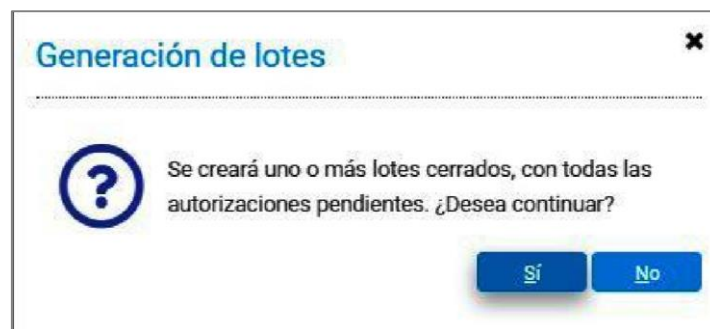 Generación de lotes
Se creará uno o más lotes cerrados, con todas las
autorizaciones pendientes. ¿Desea continuar?
Sí No